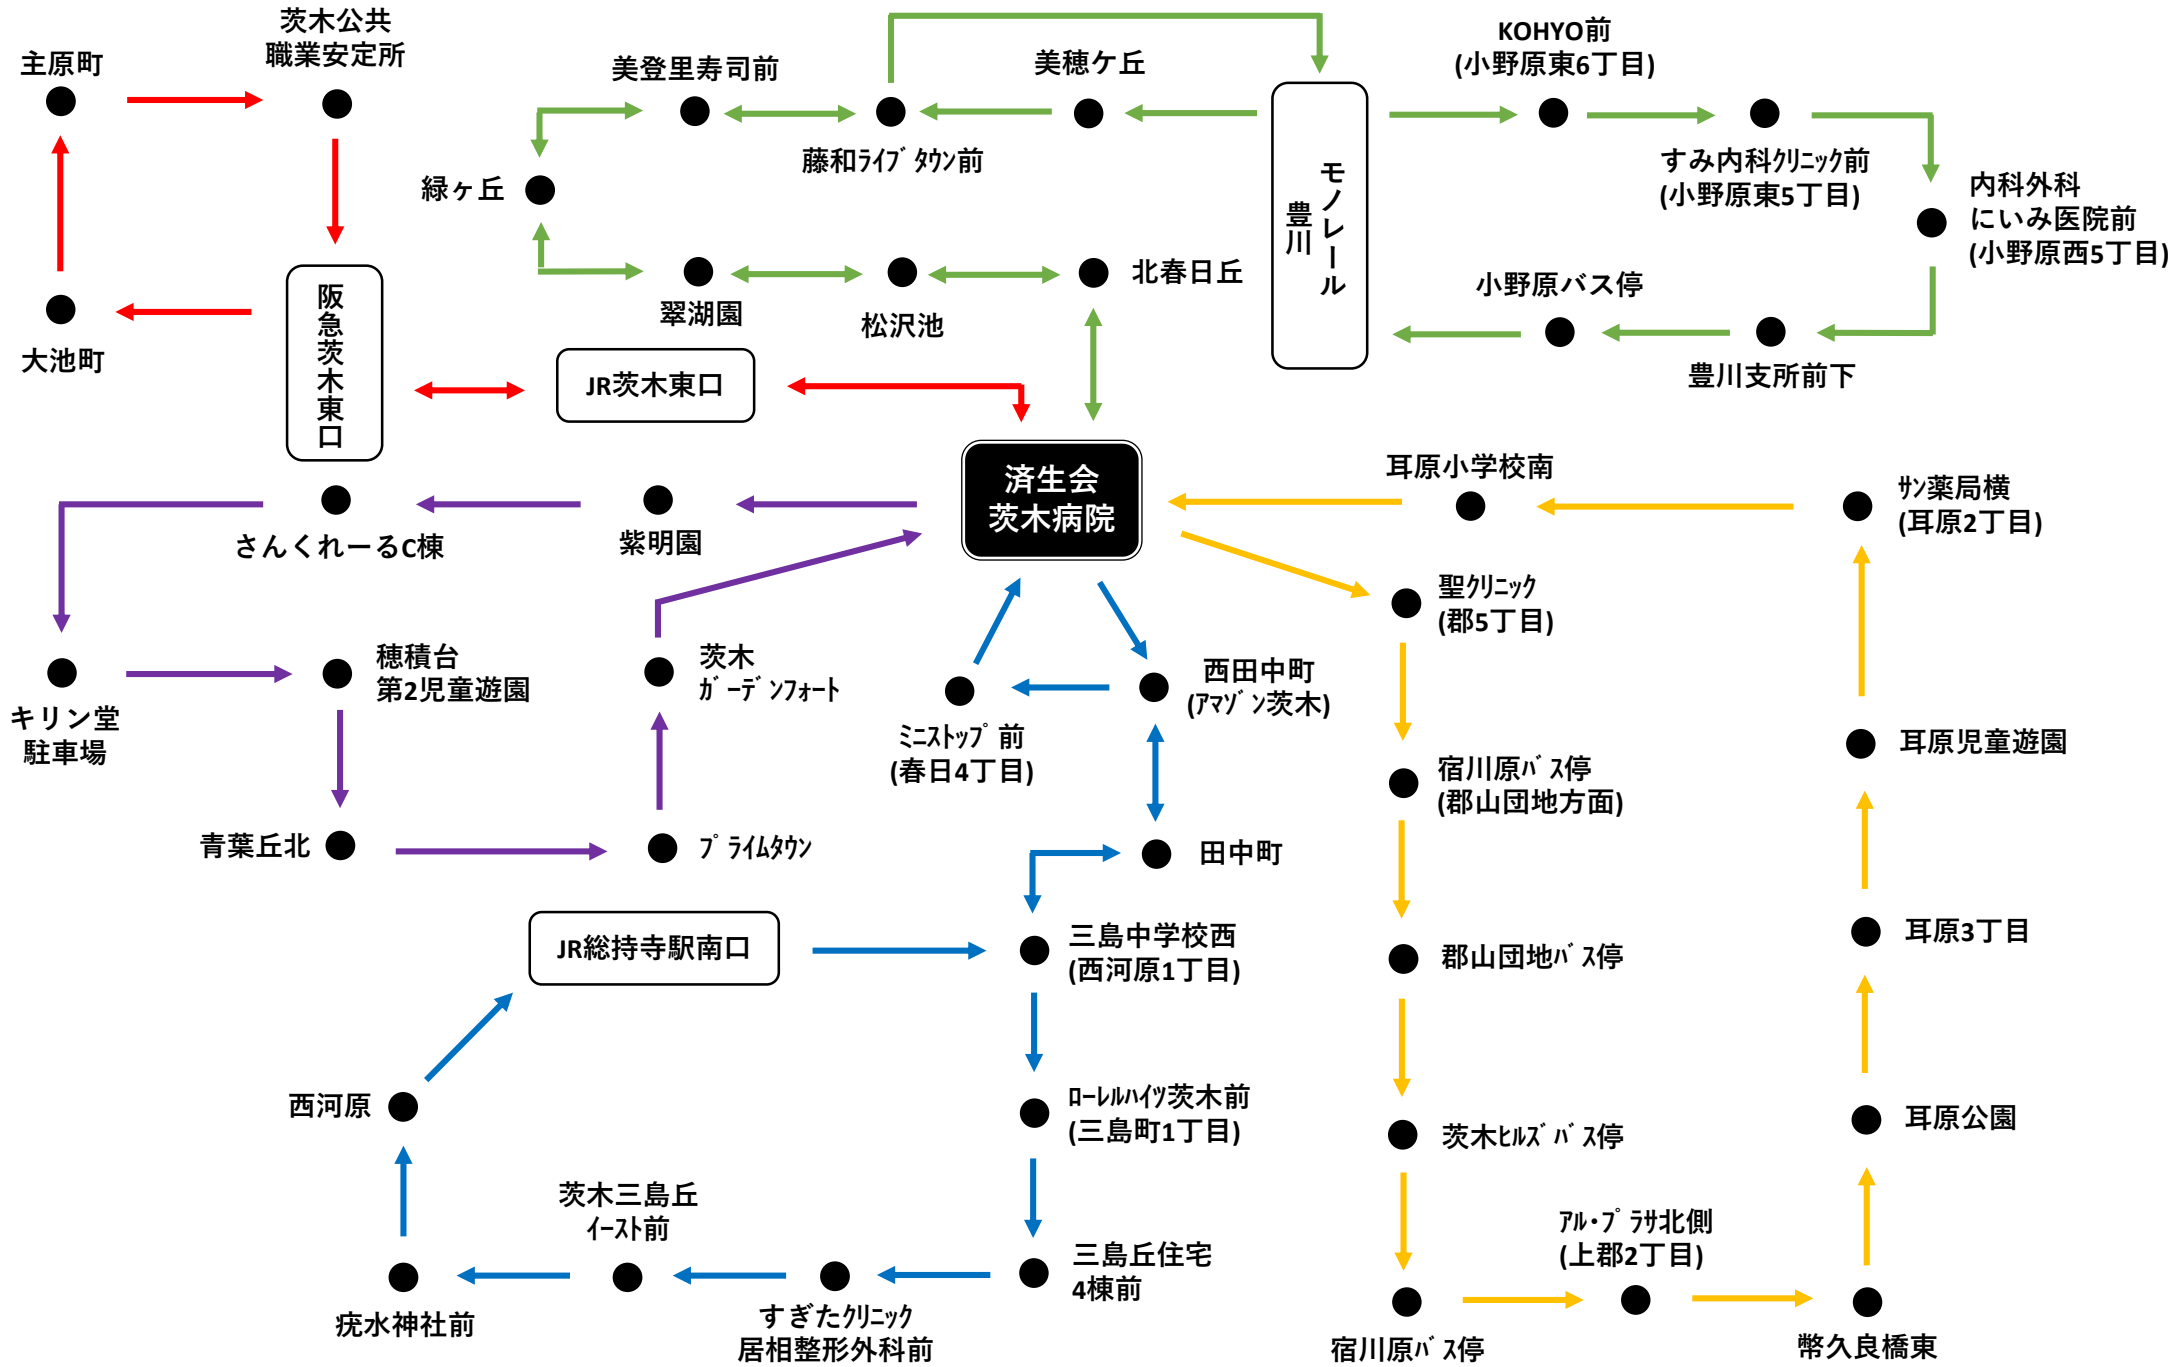 茨木公共
職業安定所
主原町
大池町
阪急茨木東口
JR茨木東口
美登里寿司前
緑ヶ丘
藤和ﾗｲﾌﾞﾀｳﾝ前
美穂ケ丘
翠湖園
松沢池
北春日丘
モノレール
豊川
KOHYO前
(小野原東6丁目)
すみ内科ｸﾘﾆｯｸ前
(小野原東5丁目)
内科外科
にいみ医院前
(小野原西5丁目)
小野原バス停
豊川支所前下
済生会
茨木病院
さんくれーるC棟
紫明園
キリン堂
駐車場
穂積台
第2児童遊園
青葉丘北
ﾌﾟﾗｲﾑﾀｳﾝ
茨木
ｶﾞｰﾃﾞﾝﾌｫｰﾄ
耳原小学校南
ｻﾝ薬局横
(耳原2丁目)
聖ｸﾘﾆｯｸ
(郡5丁目)
宿川原ﾊﾞｽ停
(郡山団地方面)
郡山団地ﾊﾞｽ停
茨木ﾋﾙｽﾞﾊﾞｽ停
宿川原ﾊﾞｽ停
ｱﾙ･ﾌﾟﾗｻ北側
(上郡2丁目)
幣久良橋東
耳原公園
耳原3丁目
耳原児童遊園
西田中町
(ｱﾏｿﾞﾝ茨木)
ﾐﾆｽﾄｯﾌﾟ前
(春日4丁目)
田中町
三島中学校西
(西河原1丁目)
ﾛｰﾚﾙﾊｲﾂ茨木前
(三島町1丁目)
三島丘住宅
4棟前
すぎたｸﾘﾆｯｸ
居相整形外科前
茨木三島丘
ｲｰｽﾄ前
疣水神社前
西河原
JR総持寺駅南口